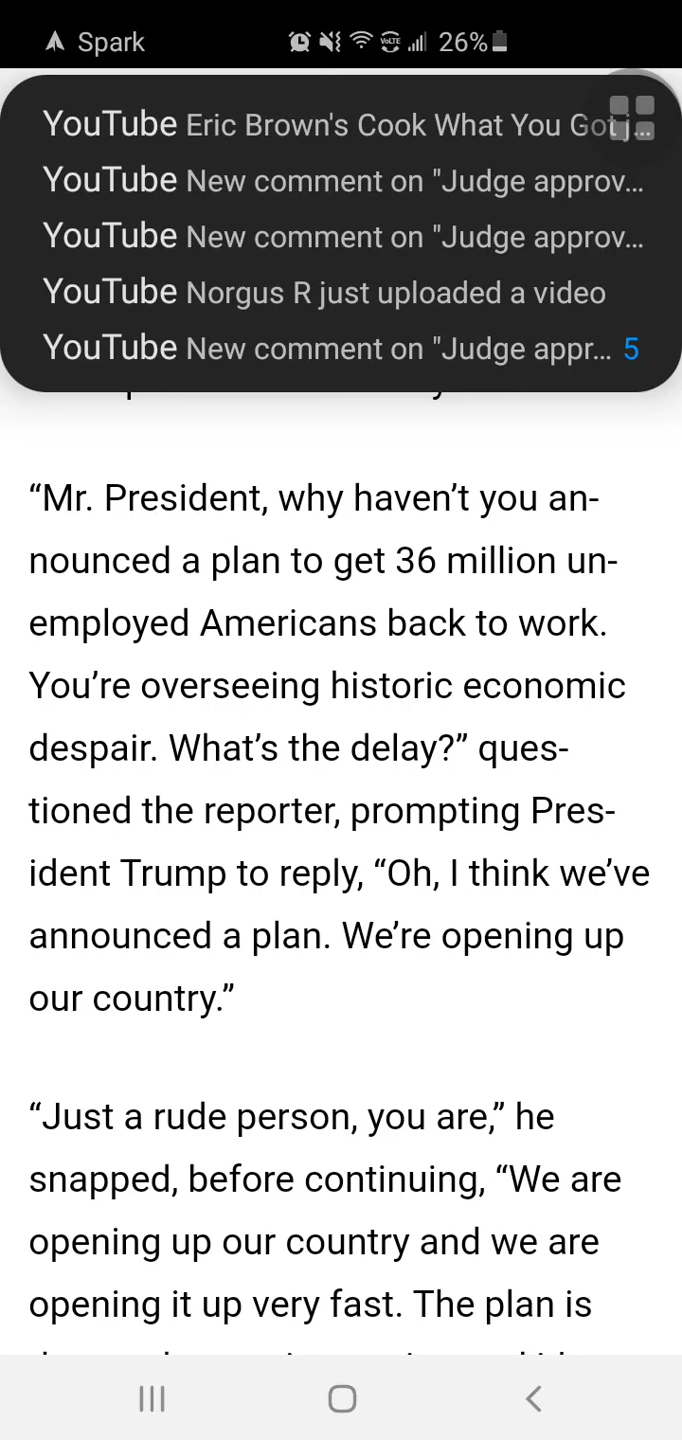 Spark VoLTE 26%
YouTube Eric Brown's Cook What You Got j...
YouTube New comment on "Judge approv...
YouTube New comment on "Judge approv...
YouTube Norgus R just uploaded a video
YouTube New comment on "Judge appr... 5
“Mr. President, why haven’t you an-
nounced a plan to get 36 million un-
employed Americans back to work.
You’re overseeing historic economic
despair. What’s the delay?” ques-
tioned the reporter, prompting Pres-
ident Trump to reply, “Oh, I think we’ve
announced a plan. We’re opening up
our country.”
“Just a rude person, you are,” he
snapped, before continuing, “We are
opening up our country and we are
opening it up very fast. The plan is